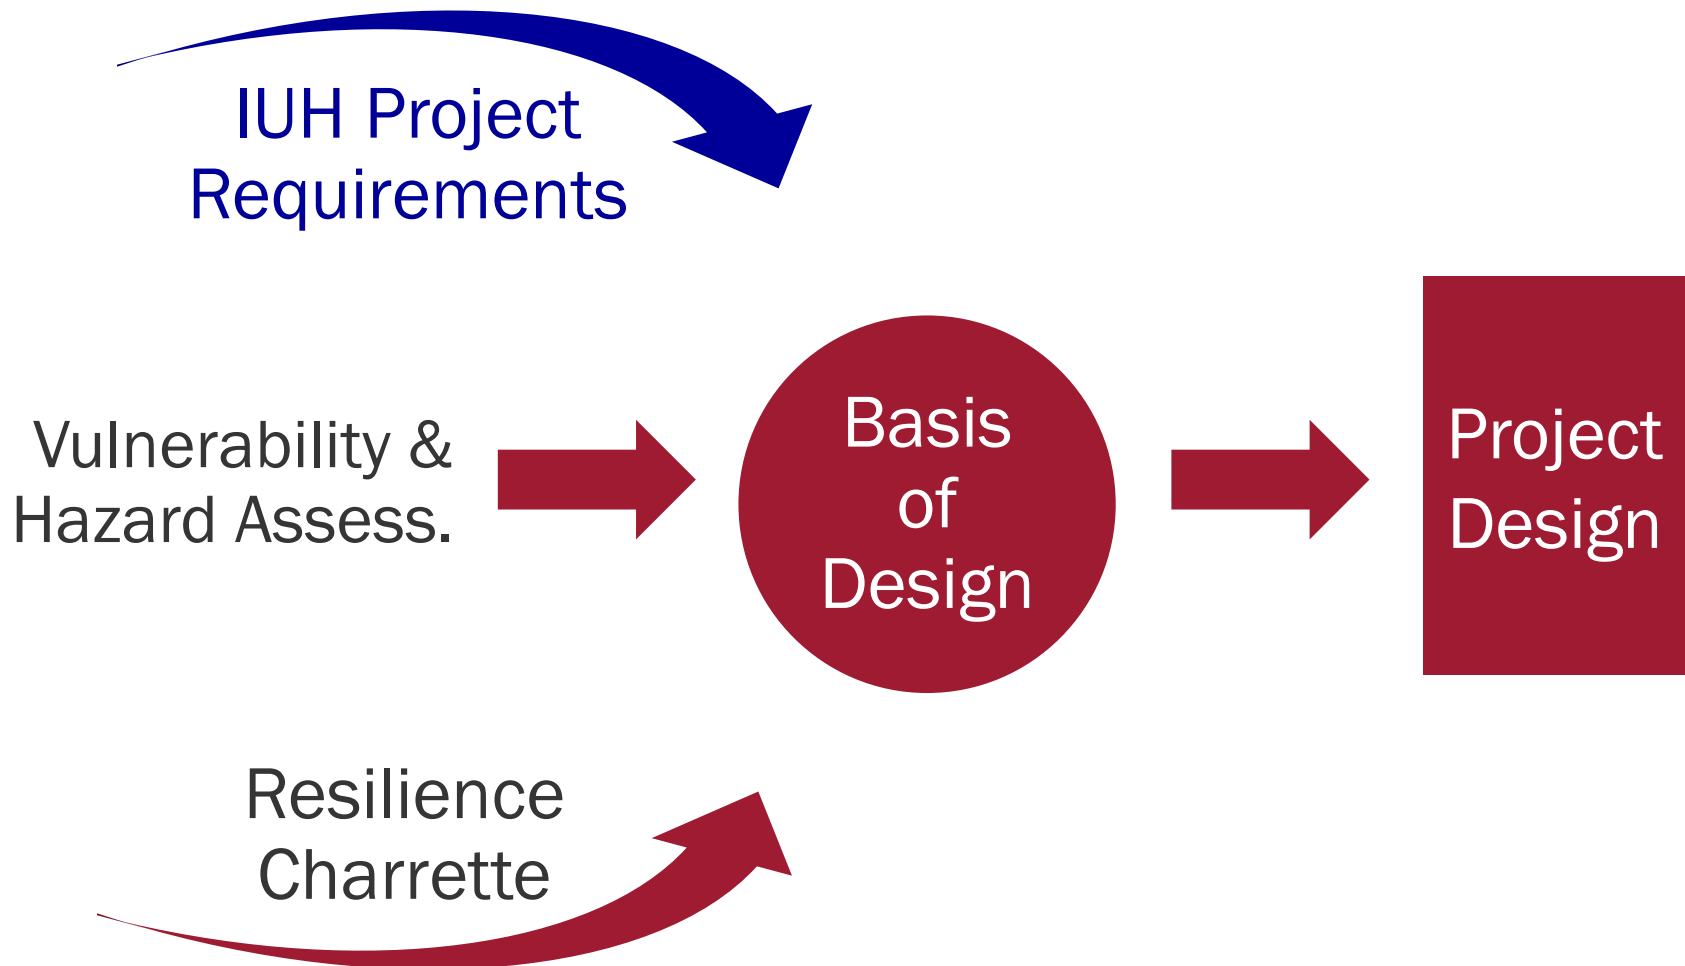 IUH Project
Requirements
Vulnerability &
Hazard Assess.
Basis
of
Design
Project
Design
Resilience
Charrette